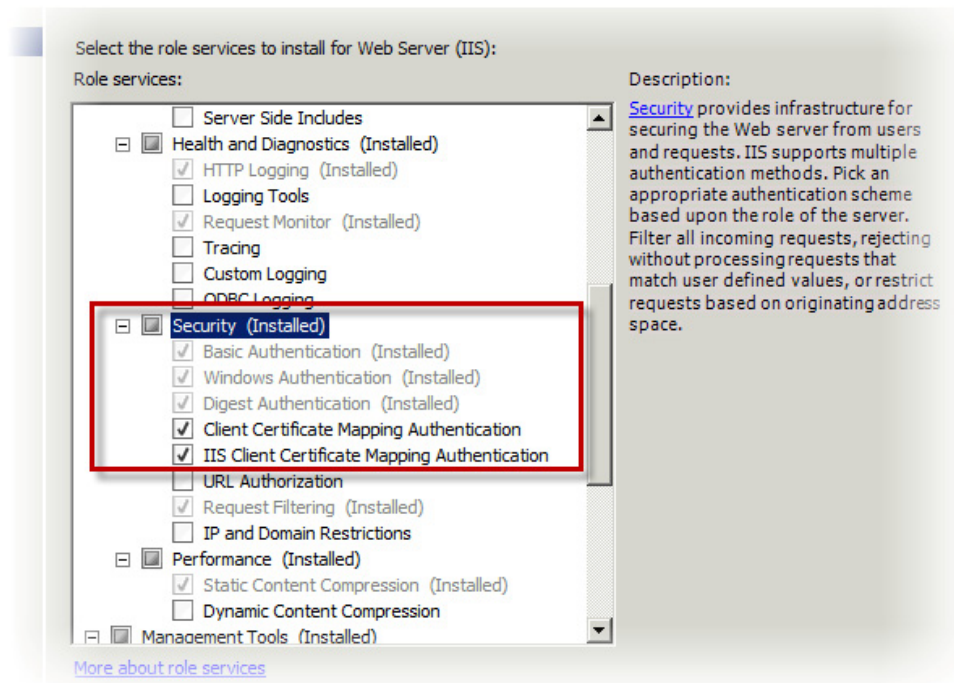 Select the role services to install for Web Server (IIS):
Role services:
Server Side Includes
Health and Diagnostics (Installed)
HTTP Logging (Installed)
Logging Tools
Request Monitor (Installed)
Tracing
Custom Logging
ODBC Logging
Security (Installed)
Basic Authentication (Installed)
Windows Authentication (Installed)
Digest Authentication (Installed)
Client Certificate Mapping Authentication
IIS Client Certificate Mapping Authentication
URL Authorization
Request Filtering (Installed)
IP and Domain Restrictions
Performance (Installed)
Static Content Compression (Installed)
Dynamic Content Compression
Management Tools (Installed)
More about role services
Description:
Security provides infrastructure for
securing the Web server from users
and requests. IIS supports multiple
authentication methods. Pick an
appropriate authentication scheme
based upon the role of the server.
Filter all incoming requests, rejecting
without processing requests that
match user defined values, or restrict
requests based on originating address
space.